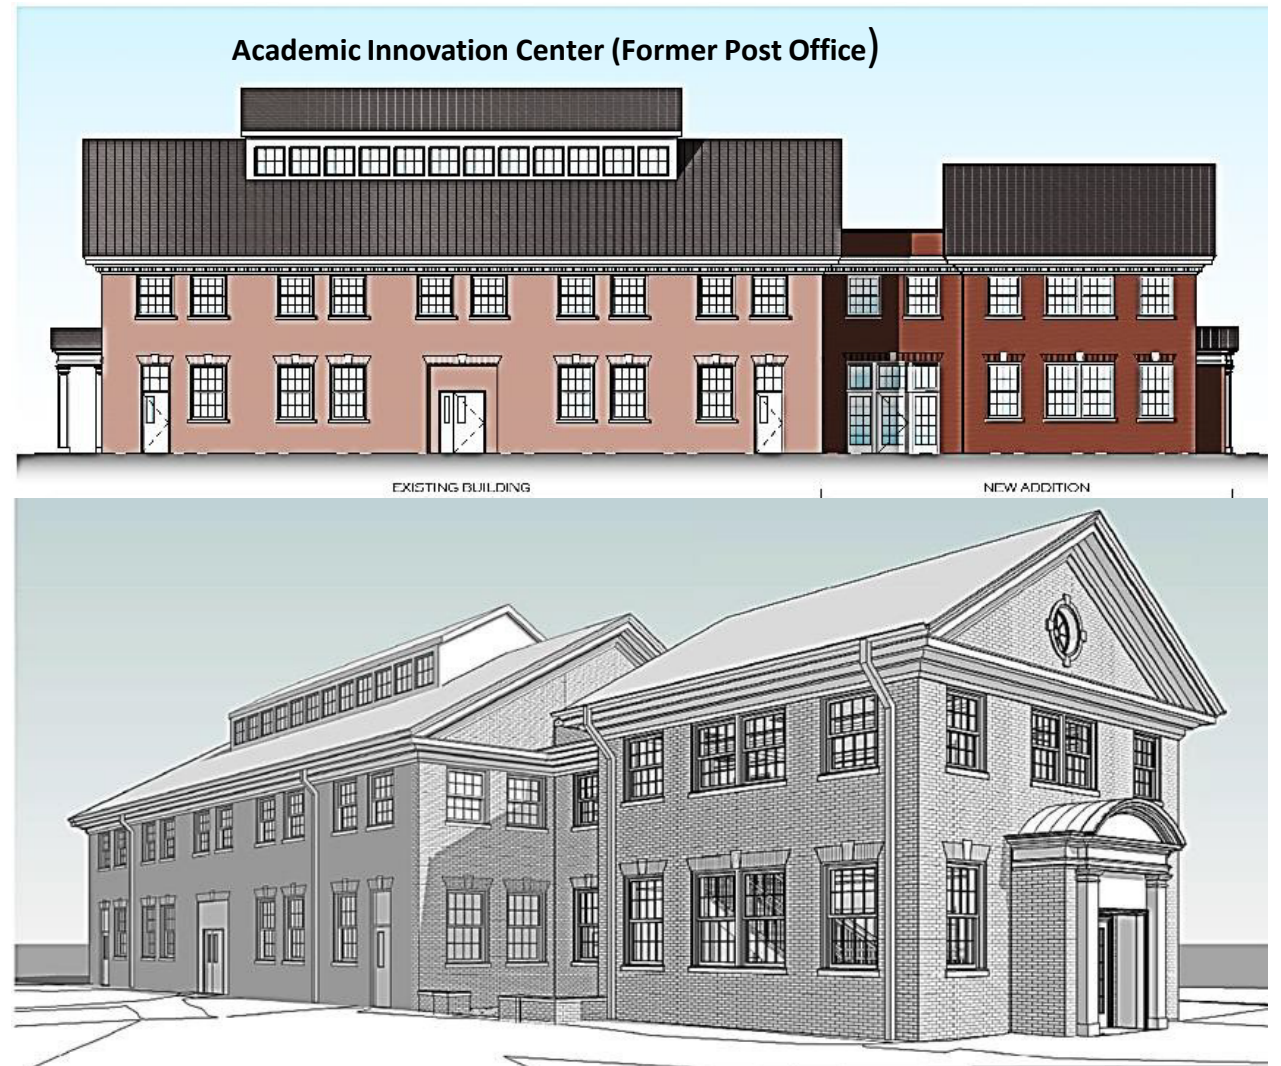 Academic Innovation Center (Former Post Office)
EXISTING BUILDING
NEW ADDITION